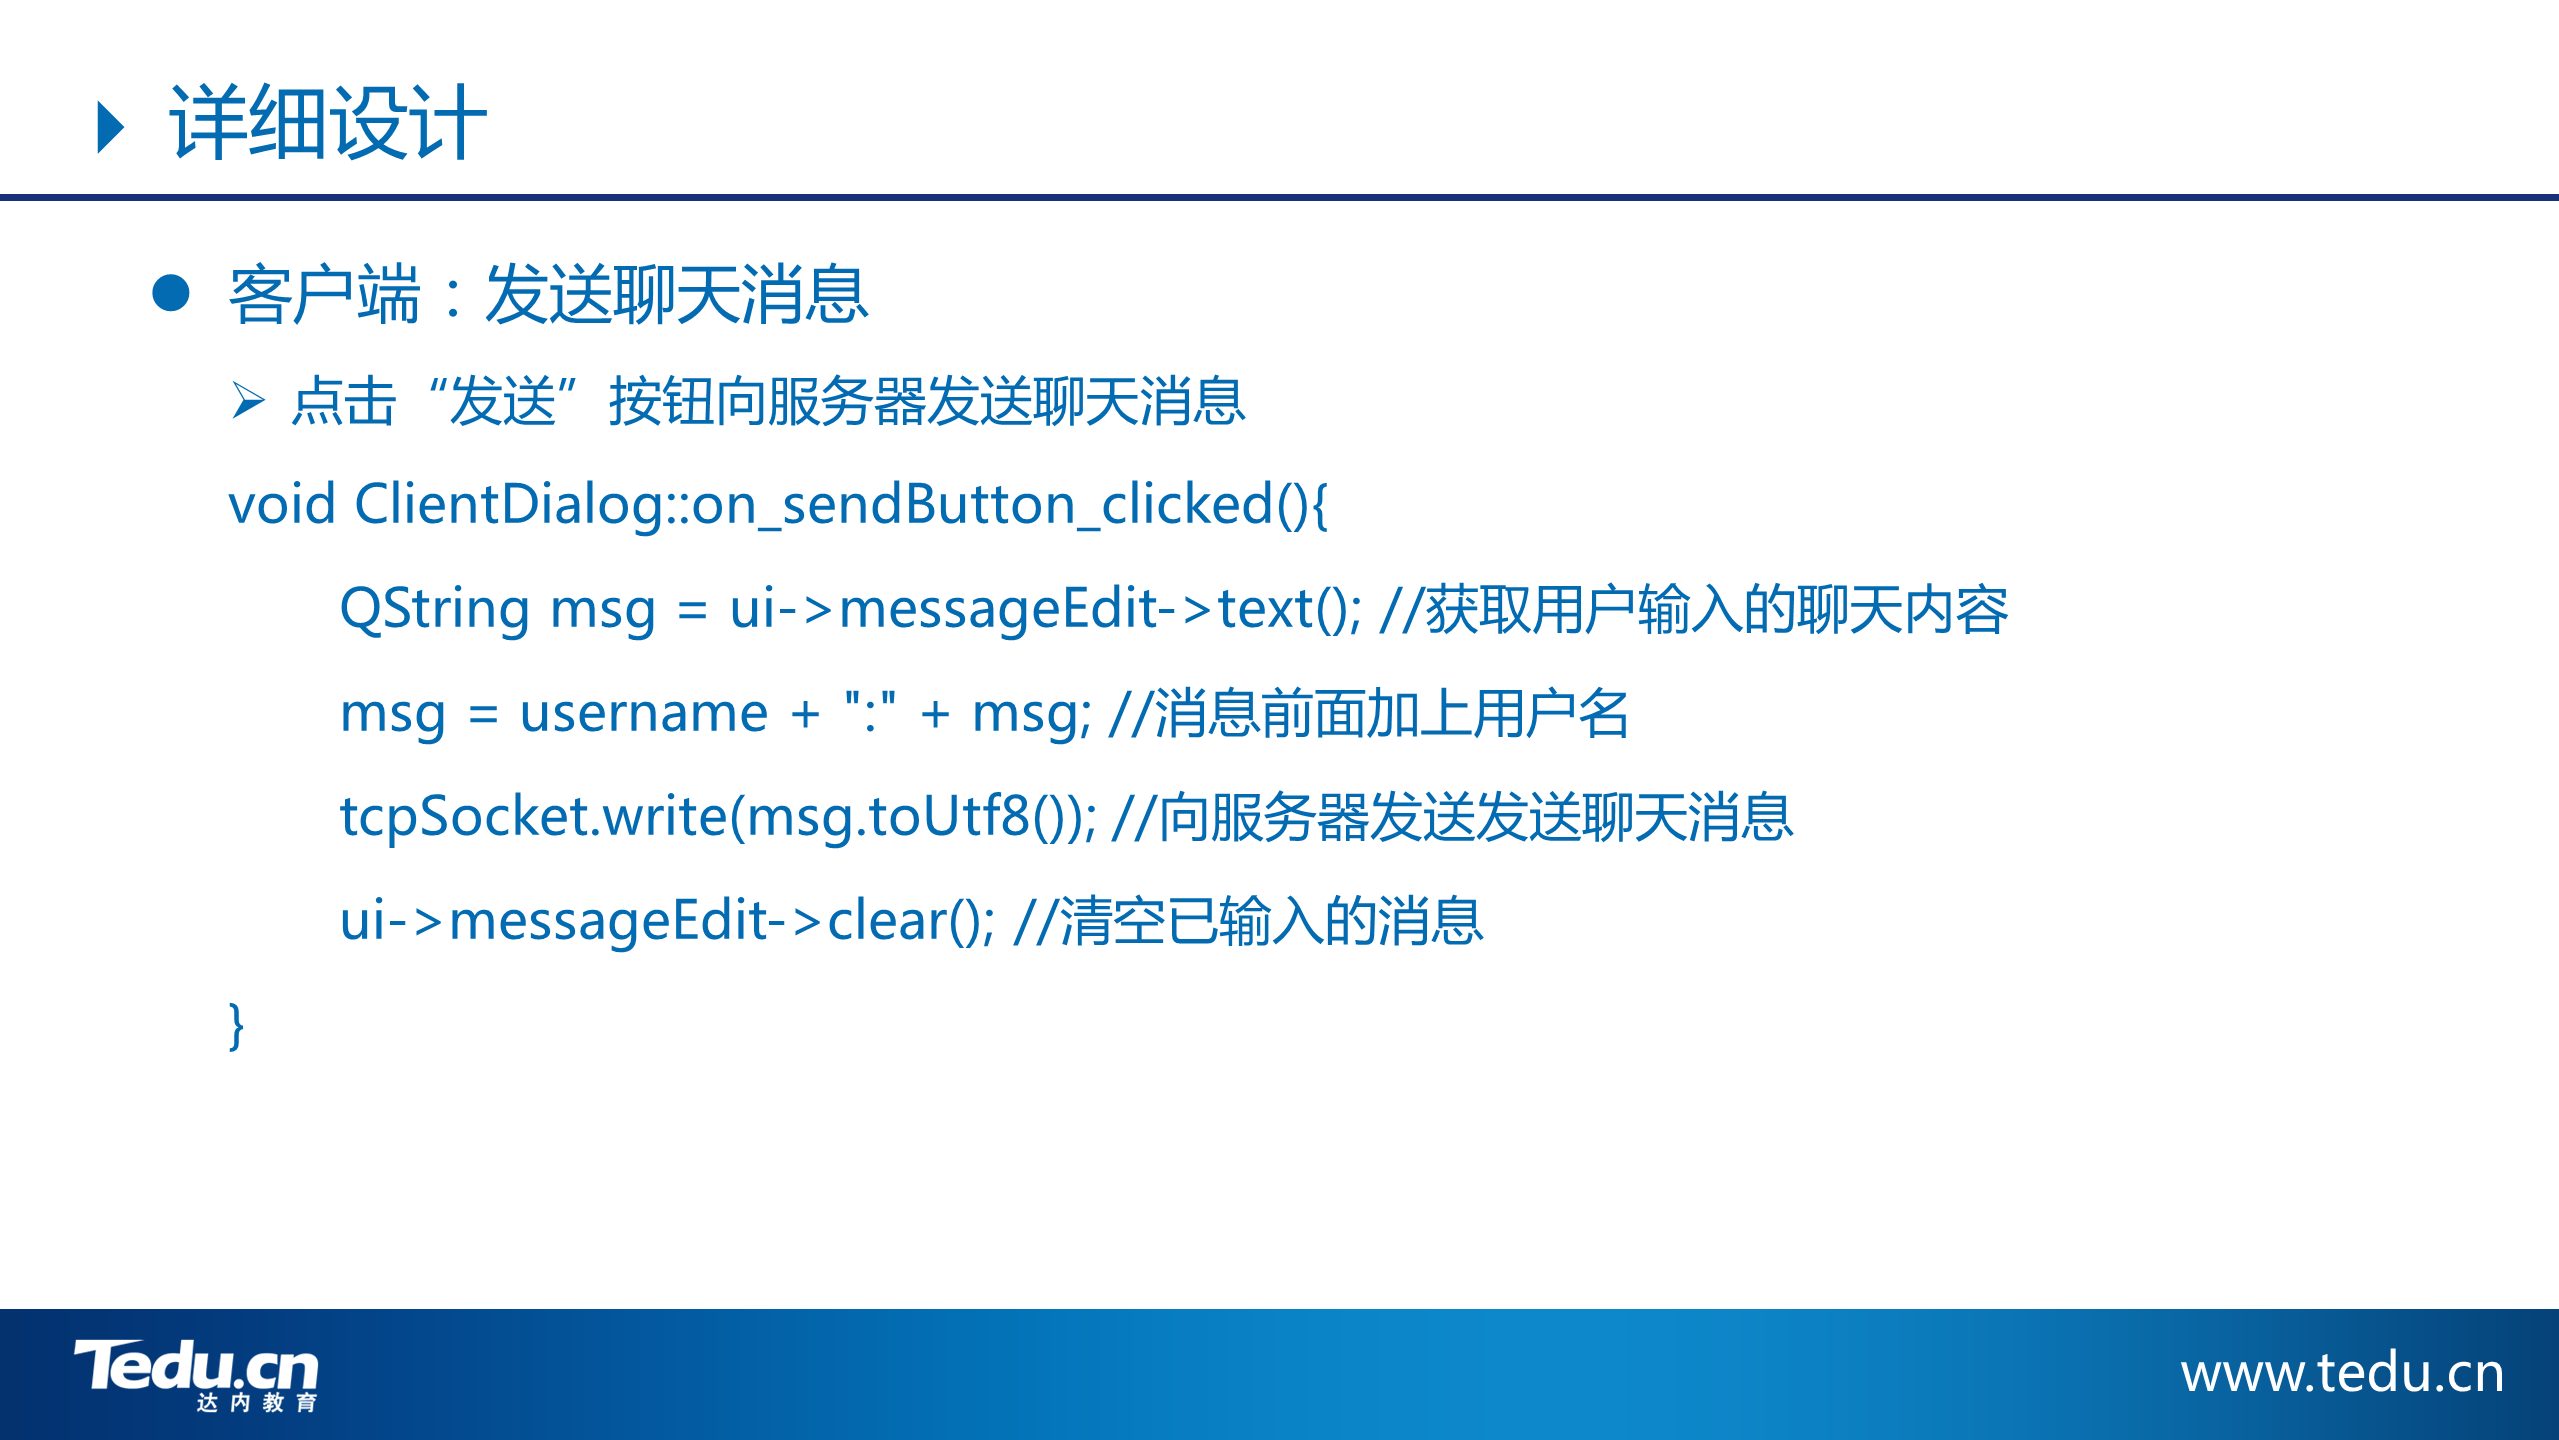 详细设计
客户端：发送聊天消息
点击“发送”按钮向服务器发送聊天消息
void ClientDialog::on_sendButton_clicked(){
QString msg = ui->messageEdit->text(); //获取用户输入的聊天内容
msg = username + ":" + msg; //消息前面加上用户名
tcpSocket.write(msg.toUtf8()); //向服务器发送发送聊天消息
ui->messageEdit->clear(); //清空已输入的消息
}
Tedu.cn
达内教育
www.tedu.cn